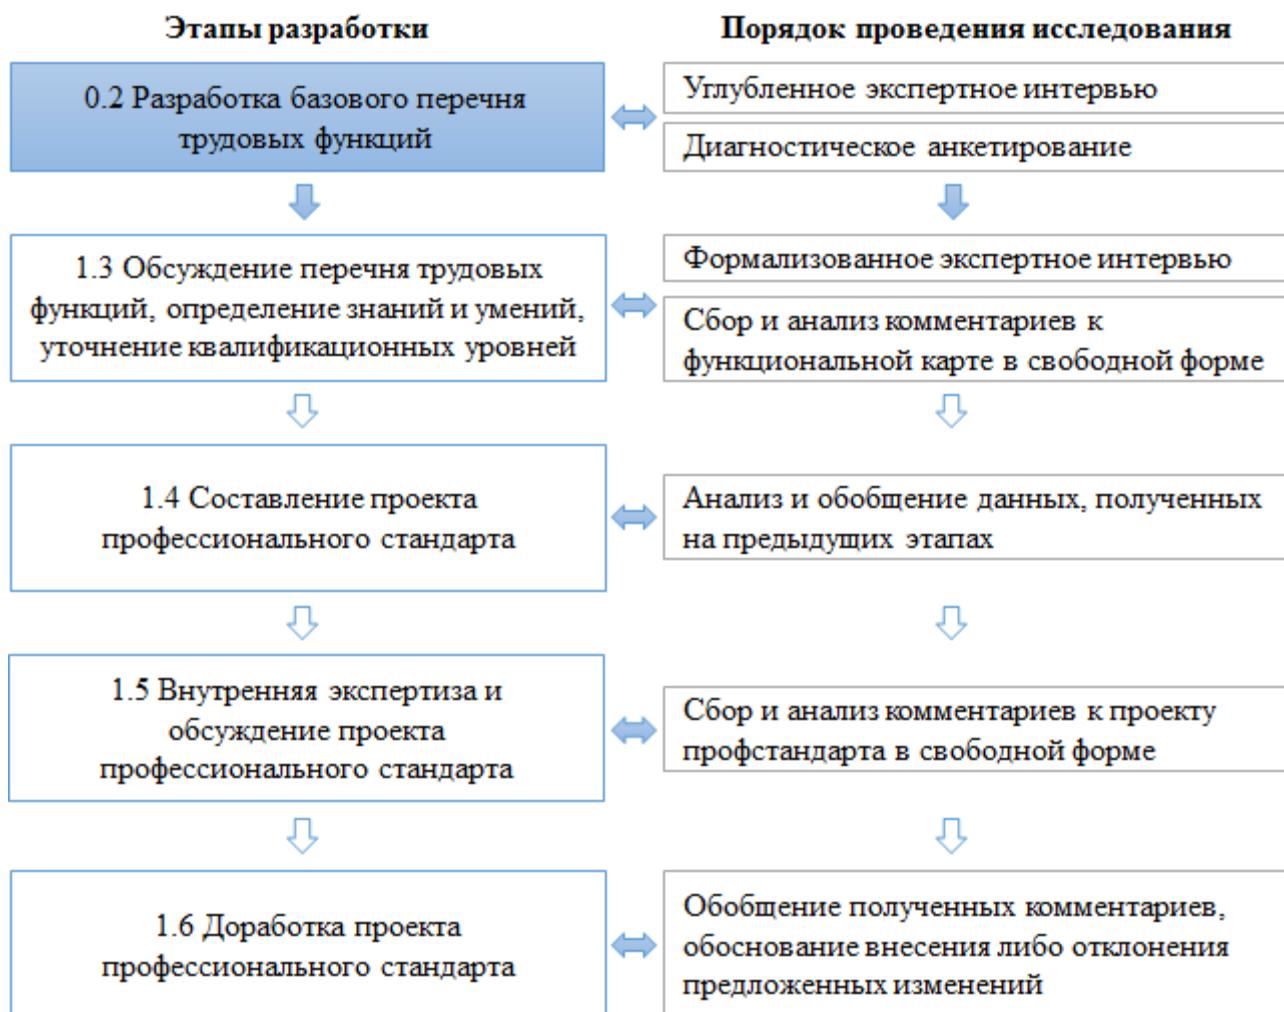 Этапы разработки
Порядок проведения исследования
0.2 Разработка базового перечня
трудовых функций
Углубленное экспертное интервью
Диагностическое анкетирование
1.3 Обсуждение перечня трудовых
функций, определение знаний и умений,
уточнение квалификационных уровней
Формализованное экспертное интервью
Сбор и анализ комментариев к
функциональной карте в свободной форме
1.4 Составление проекта
профессионального стандарта
Анализ и обобщение данных, полученных
на предыдущих этапах
1.5 Внутренняя экспертиза и
обсуждение проекта
профессионального стандарта
Сбор и анализ комментариев к проекту
профстандарта в свободной форме
1.6 Доработка проекта
профессионального стандарта
Обобщение полученных комментариев,
обоснование внесения либо отклонения
предложенных изменений